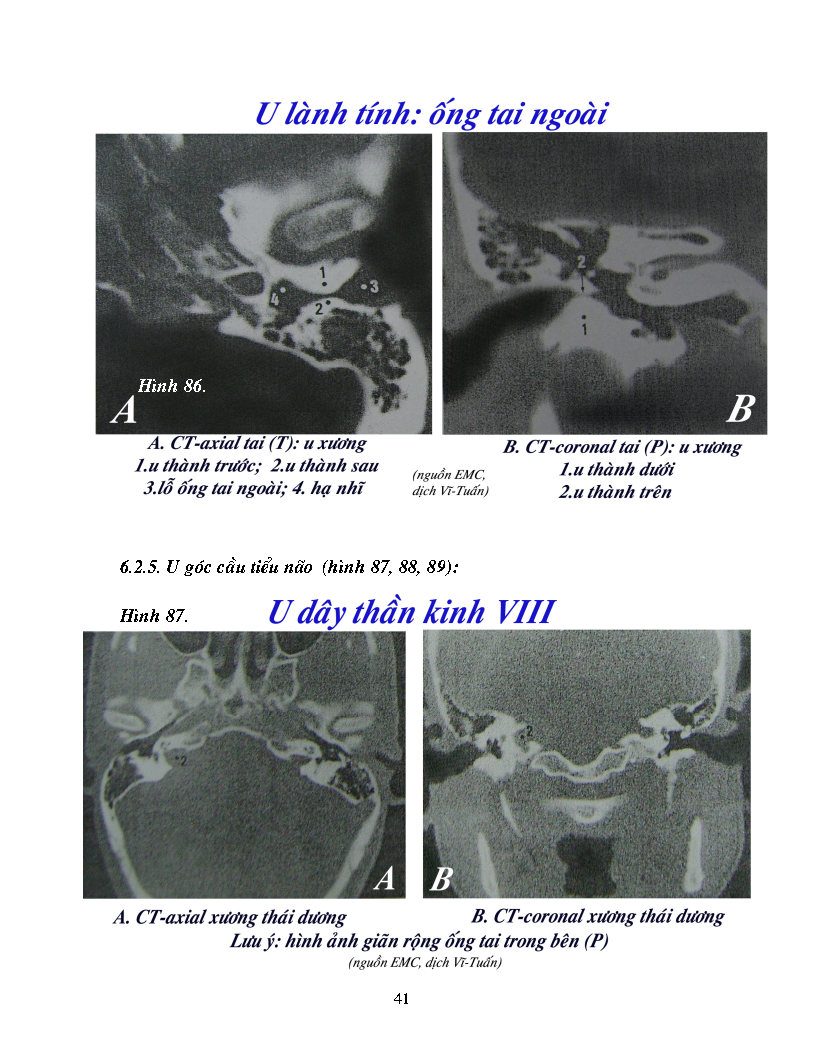 U lành tính: ống tai ngoài
1
4
3
2
Hình 86.
A
2
1
B
A. CT-axial tai (T): u xương
1.u thành trước; 2.u thành sau
3.lỗ ống tai ngoài; 4. hạ nhĩ
(nguồn EMC,
dịch Vĩ-Tuấn)
B. CT-coronal tai (P): u xương
1.u thành dưới
2.u thành trên
6.2.5. U góc cầu tiểu não (hình 87, 88, 89):
Hình 87.
U dây thần kinh VIII
2
A
2
B
A. CT-axial xương thái dương
B. CT-coronal xương thái dương
Lưu ý: hình ảnh giãn rộng ống tai trong bên (P)
(nguồn EMC, dịch Vĩ-Tuấn)
41